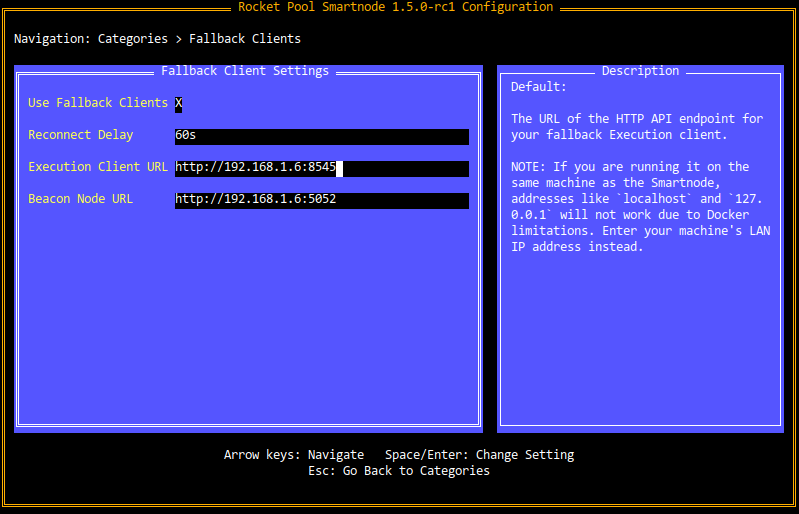 Rocket Pool Smartnode 1.5.0-rc1 Configuration
Navigation: Categories > Fallback Clients
Fallback Client Settings
Use Fallback Clients X
Reconnect Delay 60s
Execution Client URL http://192.168.1.6:8545
Beacon Node URL http://192.168.1.6:5052
Description
Default:
The URL of the HTTP API endpoint for
your fallback Execution client.
NOTE: If you are running it on the
same machine as the Smartnode,
addresses like `localhost` and `127.
0.0.1` will not work due to Docker
limitations. Enter your machine's LAN
IP address instead.
Arrow keys: Navigate Space/Enter: Change Setting
Esc: Go Back to Categories